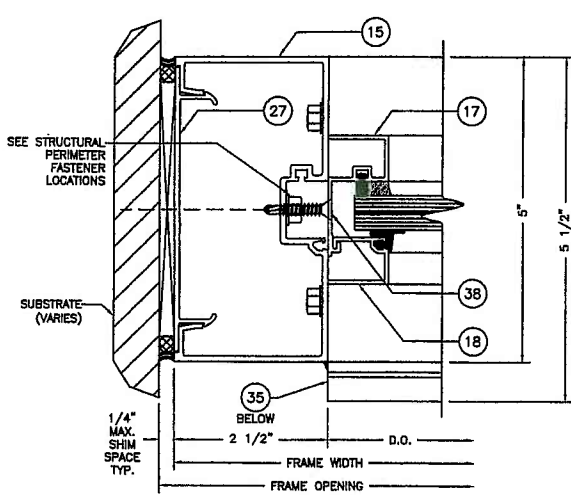 15
27
17
SEE STRUCTURAL
PERIMETER
FASTENER
LOCATIONS
5"
5 1/2"
38
SUBSTRATE
(VARIES)
18
35
BELOW
1/4"
MAX.
SHIM
SPACE
TYP.
2 1/2"
D.O.
FRAME WIDTH
FRAME OPENING